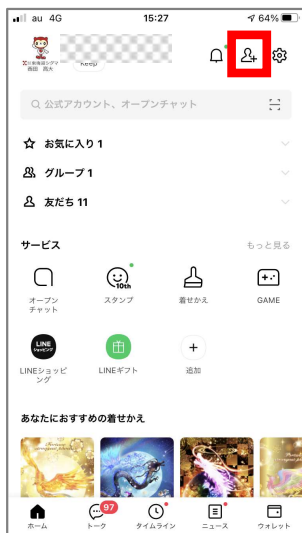 au 4G 15:27 64%
Keep
公式アカウント、オープンチャット
お気に入り 1
グループ 1
友だち 11
サービス もっと見る
10th
オープン
チャット
スタンプ
着せかえ
GAME
LINE
ショッピング
LINEショッピ
ング
LINEギフト
追加
あなたにおすすめの着せかえ
97
ホーム トーク タイムライン ニュース ウォレット